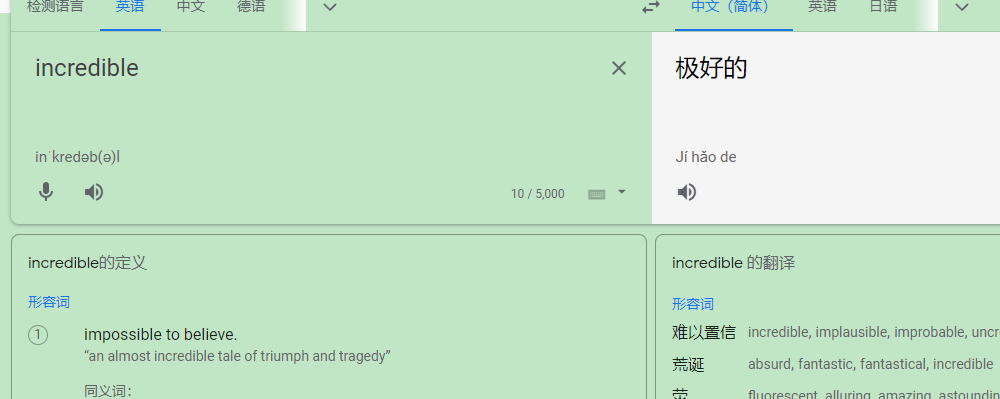 检测语言 英语 中文 德语 中文（简体） 英语 日语
incredible 极好的
inˈkredəb(ə)l Jí hǎo de
10 / 5,000
incredible的定义
形容词
1 impossible to believe.
“an almost incredible tale of triumph and tragedy”
同义词：
incredible 的翻译
形容词
难以置信 incredible, implausible, improbable,
荒诞 absurd, fantastic, fantastical, incredible
fluorescent, alluring, amazing, astounding